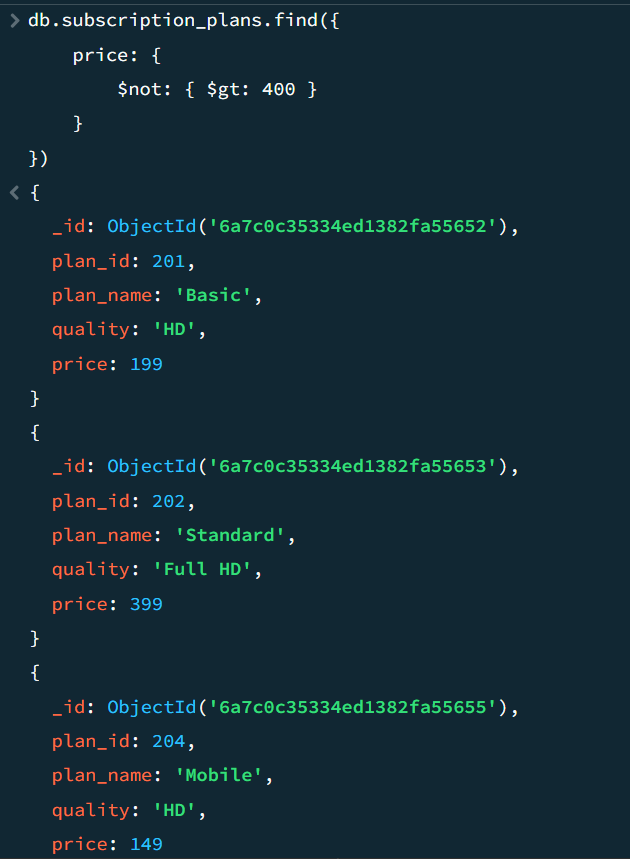 db.subscription_plans.find({
price: {
$not: { $gt: 400 }
}
})
{
_id: ObjectId('6a7c0c35334ed1382fa55652'),
plan_id: 201,
plan_name: 'Basic',
quality: 'HD',
price: 199
}
{
_id: ObjectId('6a7c0c35334ed1382fa55653'),
plan_id: 202,
plan_name: 'Standard',
quality: 'Full HD',
price: 399
}
{
_id: ObjectId('6a7c0c35334ed1382fa55655'),
plan_id: 204,
plan_name: 'Mobile',
quality: 'HD',
price: 149